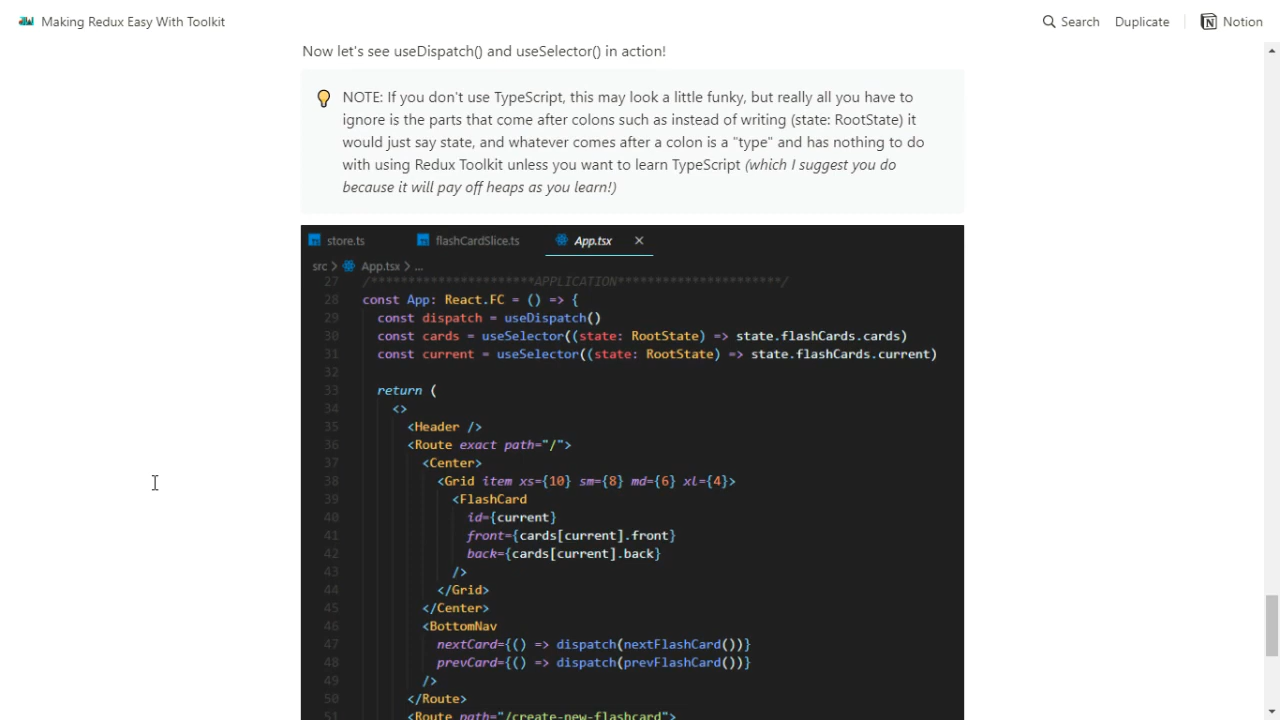 Making Redux Easy With Toolkit
Search Duplicate Notion
Now let's see useDispatch() and useSelector() in action!
NOTE: If you don't use TypeScript, this may look a little funky, but really all you have to
ignore is the parts that come after colons such as instead of writing (state: RootState) it
would just say state, and whatever comes after a colon is a "type" and has nothing to do
with using Redux Toolkit unless you want to learn TypeScript (which I suggest you do
because it will pay off heaps as you learn!)
store.ts flashCardSlice.ts App.tsx ×
src > App.tsx > ...
27 /**********************APPLICATION**********************/
28 const App: React.FC = () => {
29 const dispatch = useDispatch()
30 const cards = useSelector((state: RootState) => state.flashCards.cards)
31 const current = useSelector((state: RootState) => state.flashCards.current)
32
33 return (
34 <>
35 <Header />
36 <Route exact path="/">
37 <Center>
38 <Grid item xs={10} sm={8} md={6} xl={4}>
39 <FlashCard
40 id={current}
41 front={cards[current].front}
42 back={cards[current].back}
43 />
44 </Grid>
45 </Center>
46 <BottomNav
47 nextCard={() => dispatch(nextFlashCard())}
48 prevCard={() => dispatch(prevFlashCard())}
49 />
50 </Route>
51 <Route path="/create-new-flashcard">